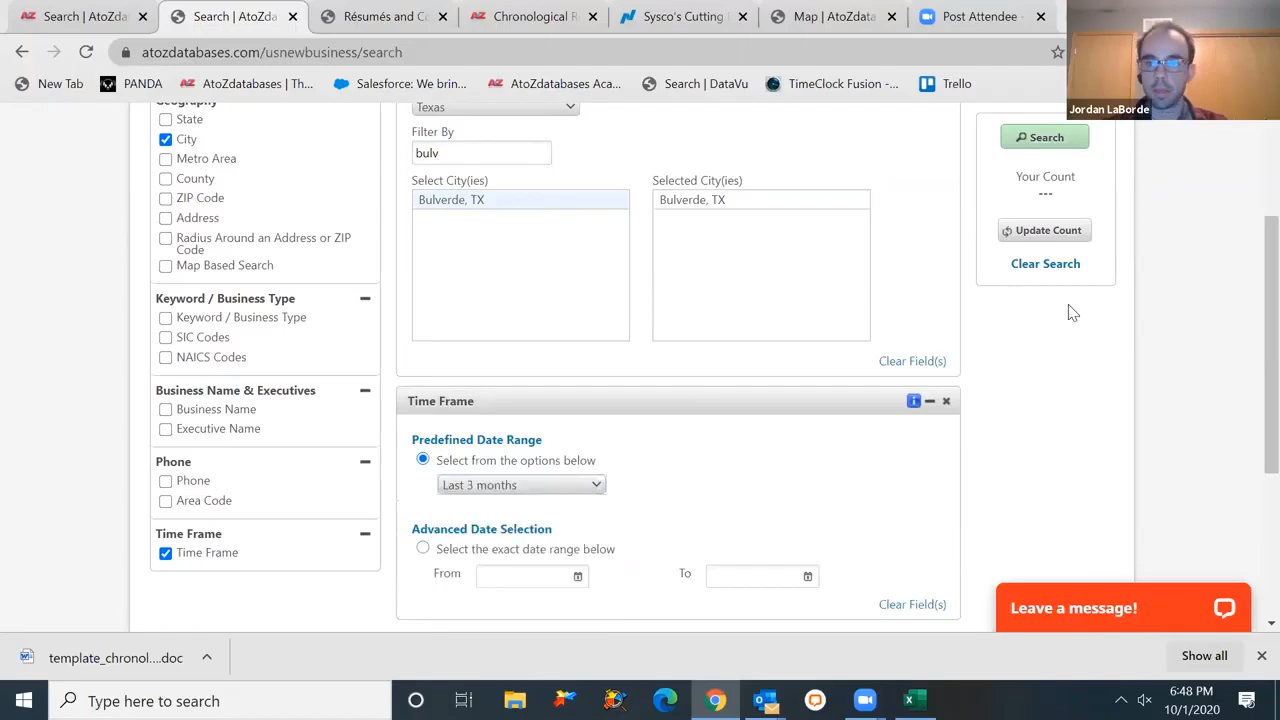 Search | AtoZda
Search | AtoZda
Résumés and Co
Chronological R
Sysco's Cutting
Map | AtoZdata
Post Attendee -
atozdatabases.com/usnewbusiness/search
New Tab
PANDA
AtoZdatabases | Th...
Salesforce: We brin...
AtoZdatabases Aca...
Search | DataVu
TimeClock Fusion -...
Trello
Jordan LaBorde
Geography
State
City
Metro Area
County
ZIP Code
Address
Radius Around an Address or ZIP
Code
Map Based Search
Keyword / Business Type
Keyword / Business Type
SIC Codes
NAICS Codes
Business Name & Executives
Business Name
Executive Name
Phone
Phone
Area Code
Time Frame
Time Frame
Texas
Filter By
bulv
Select City(ies)
Selected City(ies)
Bulverde, TX
Bulverde, TX
Clear Field(s)
Time Frame
Predefined Date Range
Select from the options below
Last 3 months
Advanced Date Selection
Select the exact date range below
From
To
Clear Field(s)
Search
Your Count
---
Update Count
Clear Search
Leave a message!
template_chronol....doc
Show all
Type here to search
6:48 PM
10/1/2020